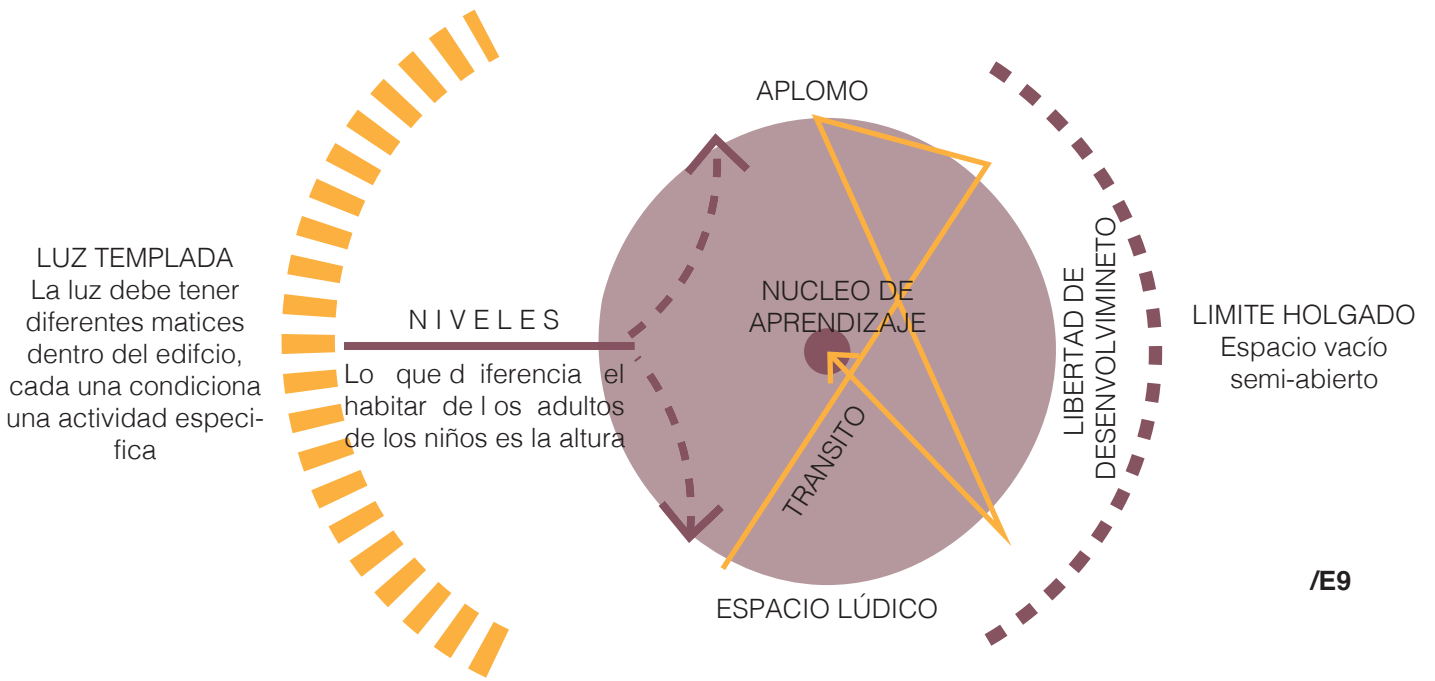 LUZ TEMPLADA
La luz debe tener
diferentes matices
dentro del edifcio,
cada una condiciona
una actividad especi-
fica
NIVELES
Lo que d iferencia el
habitar de l os adultos
de los niños es la altura
APLOMO
NUCLEO DE
APRENDIZAJE
TRANSITO
ESPACIO LÚDICO
LIBERTAD DE
DESENVOLVIMINETO
LIMITE HOLGADO
Espacio vacío
semi-abierto
/E9